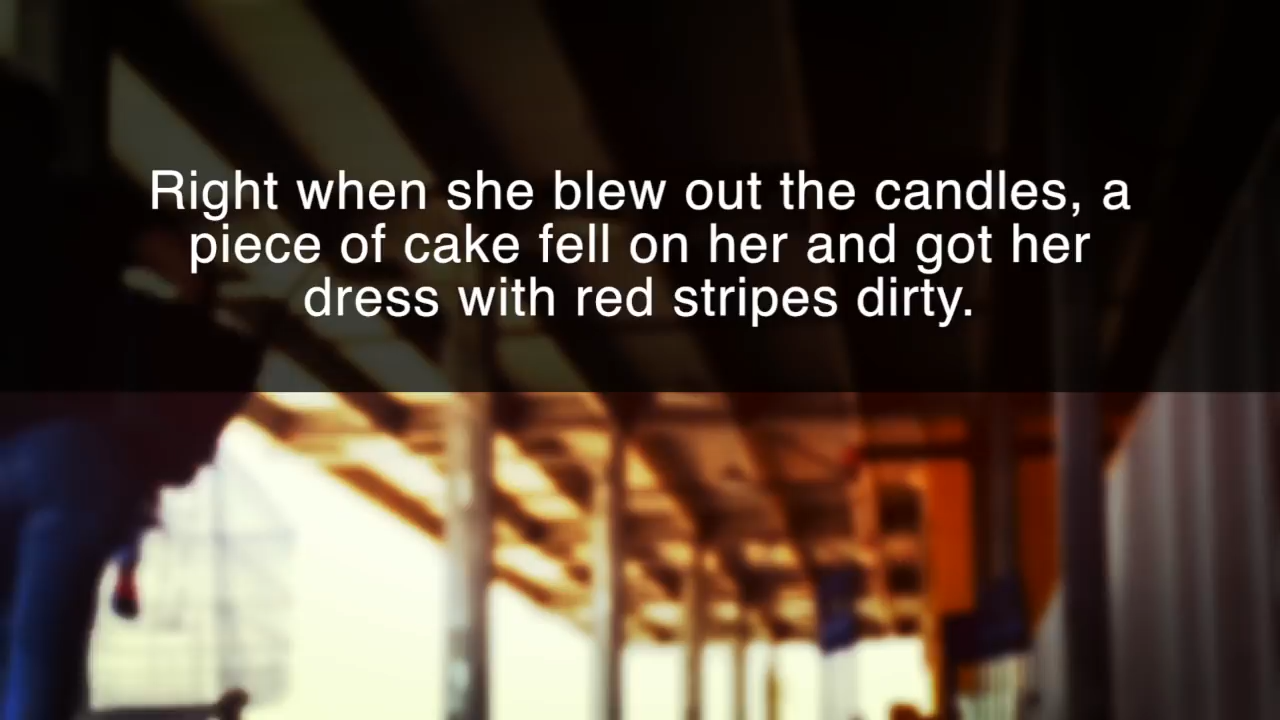 Right when she blew out the candles, a
piece of cake fell on her and got her
dress with red stripes dirty.